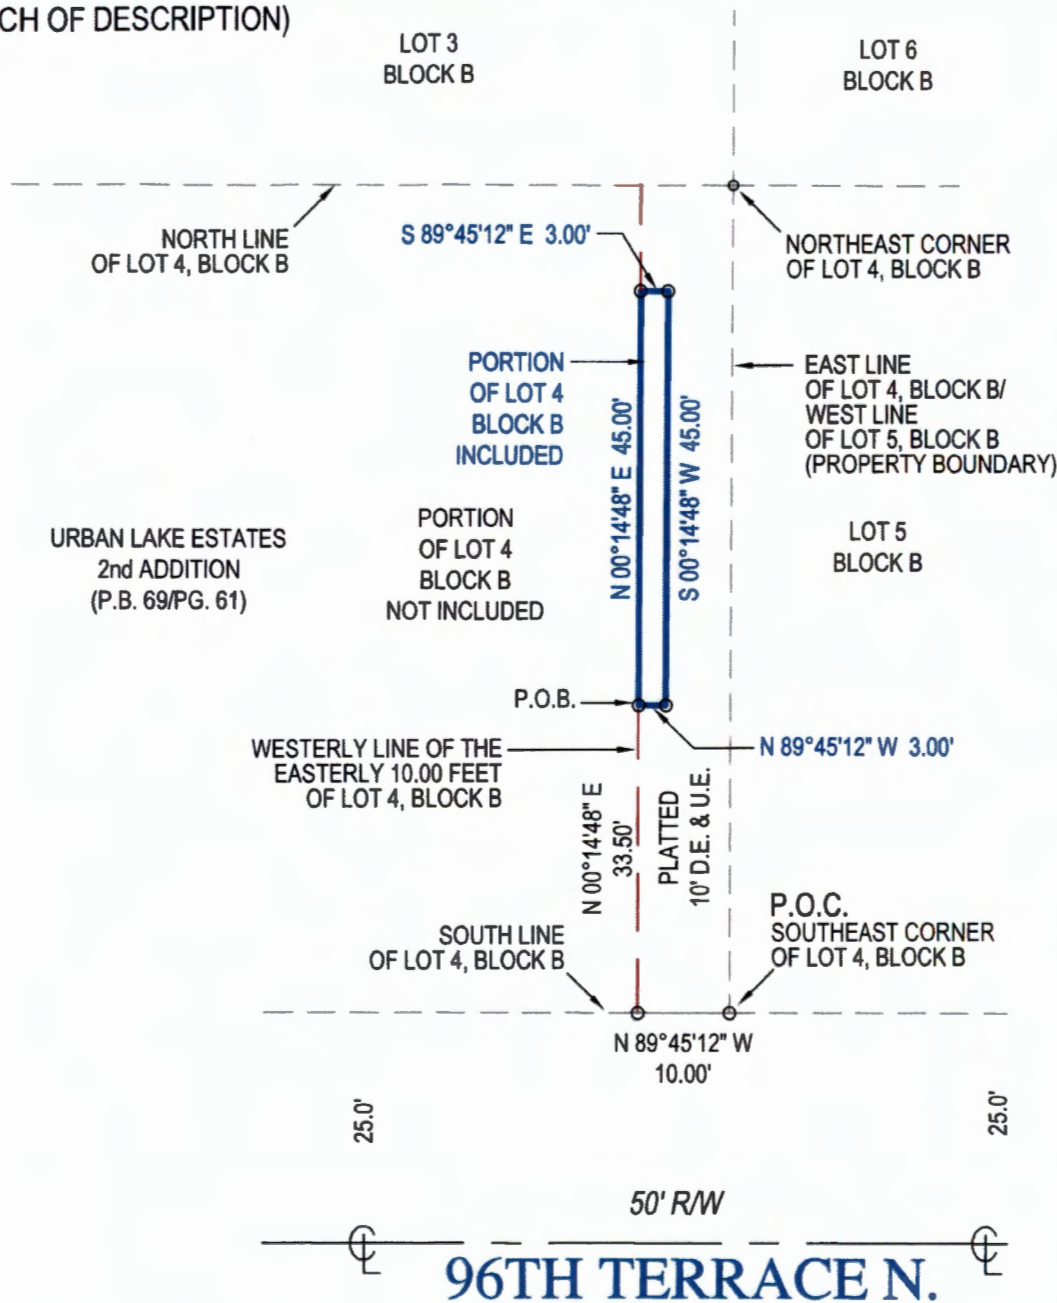 CH OF DESCRIPTION)
LOT 3
BLOCK B
LOT 6
BLOCK B
NORTH LINE
OF LOT 4, BLOCK B
S 89°45'12" E 3.00'
NORTHEAST CORNER
OF LOT 4, BLOCK B
PORTION
OF LOT 4
BLOCK B
INCLUDED
N 00°14'48" E 45.00'
S 00°14'48" W 45.00'
EAST LINE
OF LOT 4, BLOCK B/
WEST LINE
OF LOT 5, BLOCK B
(PROPERTY BOUNDARY)
URBAN LAKE ESTATES
2nd ADDITION
(P.B. 69/PG. 61)
PORTION
OF LOT 4
BLOCK B
NOT INCLUDED
LOT 5
BLOCK B
P.O.B.
WESTERLY LINE OF THE
EASTERLY 10.00 FEET
OF LOT 4, BLOCK B
N 89°45'12" W 3.00'
N 00°14'48" E
33.50'
PLATTED
10' D.E. & U.E.
P.O.C.
SOUTHEAST CORNER
OF LOT 4, BLOCK B
SOUTH LINE
OF LOT 4, BLOCK B
N 89°45'12" W
10.00'
25.0'
25.0'
50' R/W
96TH TERRACE N.